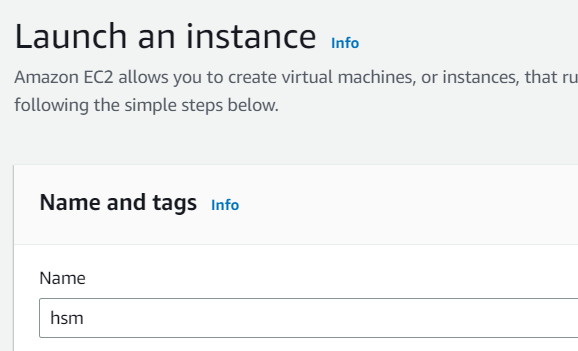 Launch an instance Info
Amazon EC2 allows you to create virtual machines, or instances, that
following the simple steps below.
Name and tags Info
Name
hsm